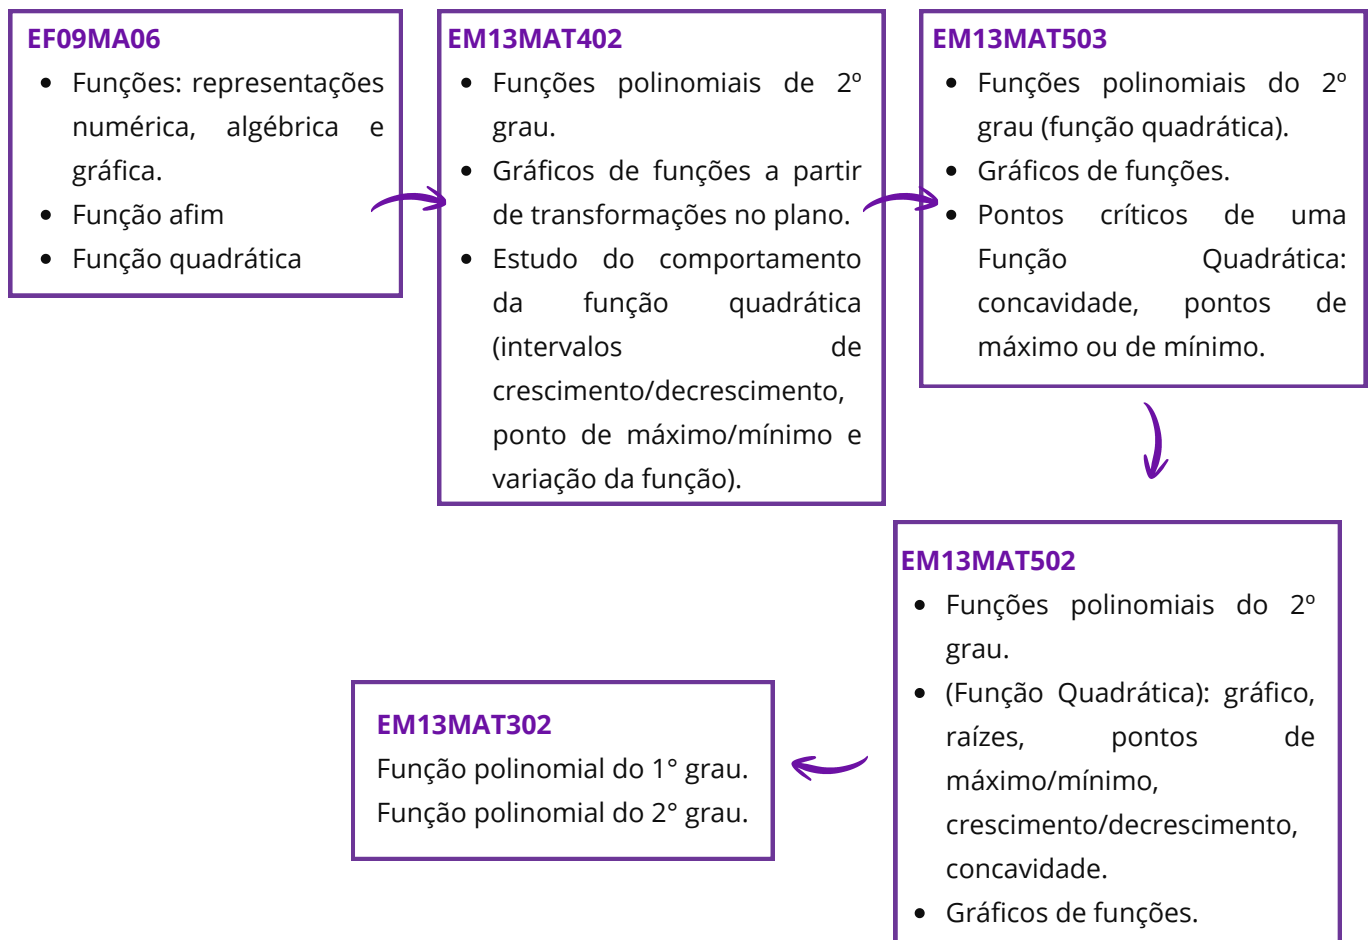 EF09MA06
Funções: representações
numérica, algébrica e
gráfica.
Função afim
Função quadrática
EM13MAT402
Funções polinomiais de 2º
grau.
Gráficos de funções a partir
de transformações no plano.
Estudo do comportamento
da função quadrática
(intervalos de
crescimento/decrescimento,
ponto de máximo/mínimo e
variação da função).
EM13MAT503
Funções polinomiais do 2º
grau (função quadrática).
Gráficos de funções.
Pontos críticos de uma
Função Quadrática:
concavidade, pontos de
máximo ou de mínimo.
EM13MAT502
Funções polinomiais do 2º
grau.
(Função Quadrática): gráfico,
raízes, pontos de
máximo/mínimo,
crescimento/decrescimento,
concavidade.
Gráficos de funções.
EM13MAT302
Função polinomial do 1° grau.
Função polinomial do 2° grau.